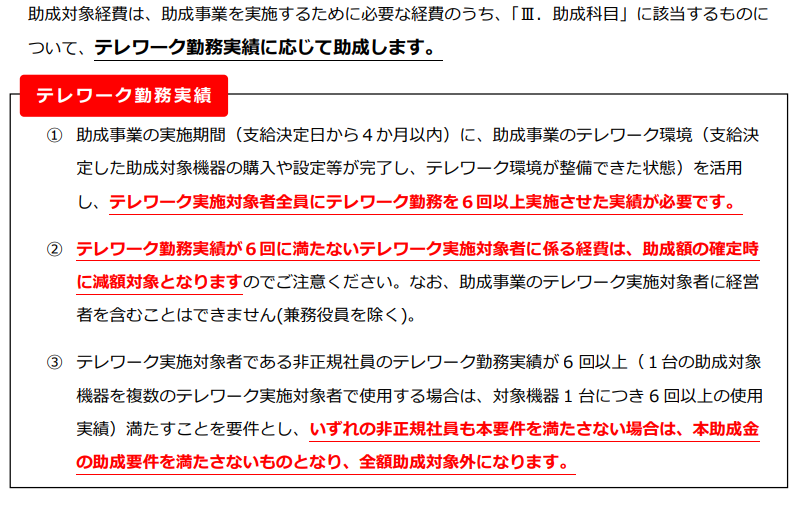 助成対象経費は、助成事業を実施するために必要な経費のうち、「Ⅲ．助成科目」に該当するものに
ついて、テレワーク勤務実績に応じて助成します。
テレワーク勤務実績
① 助成事業の実施期間（支給決定日から４か月以内）に、助成事業のテレワーク環境（支給決
定した助成対象機器の購入や設定等が完了し、テレワーク環境が整備できた状態）を活用
し、テレワーク実施対象者全員にテレワーク勤務を６回以上実施させた実績が必要です。
② テレワーク勤務実績が６回に満たないテレワーク実施対象者に係る経費は、助成額の確定時
に減額対象となりますのでご注意ください。なお、助成事業のテレワーク実施対象者に経営
者を含むことはできません(兼務役員を除く)。
③ テレワーク実施対象者である非正規社員のテレワーク勤務実績が６回以上（１台の助成対象
機器を複数のテレワーク実施対象者で使用する場合は、対象機器１台につき６回以上の使用
実績）満たすことを要件とし、いずれの非正規社員も本要件を満たさない場合は、本助成金
の助成要件を満たさないものとなり、全額助成対象外になります。